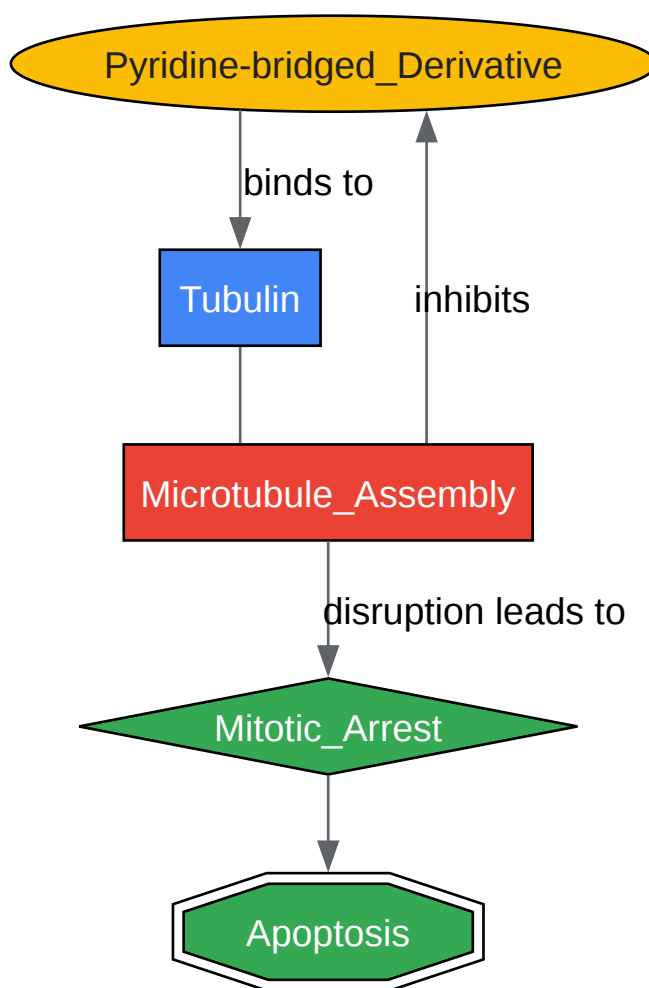 Pyridine-bridged_Derivative
binds to
Tubulin
inhibits
Microtubule_Assembly
disruption leads to
Mitotic_Arrest
Apoptosis